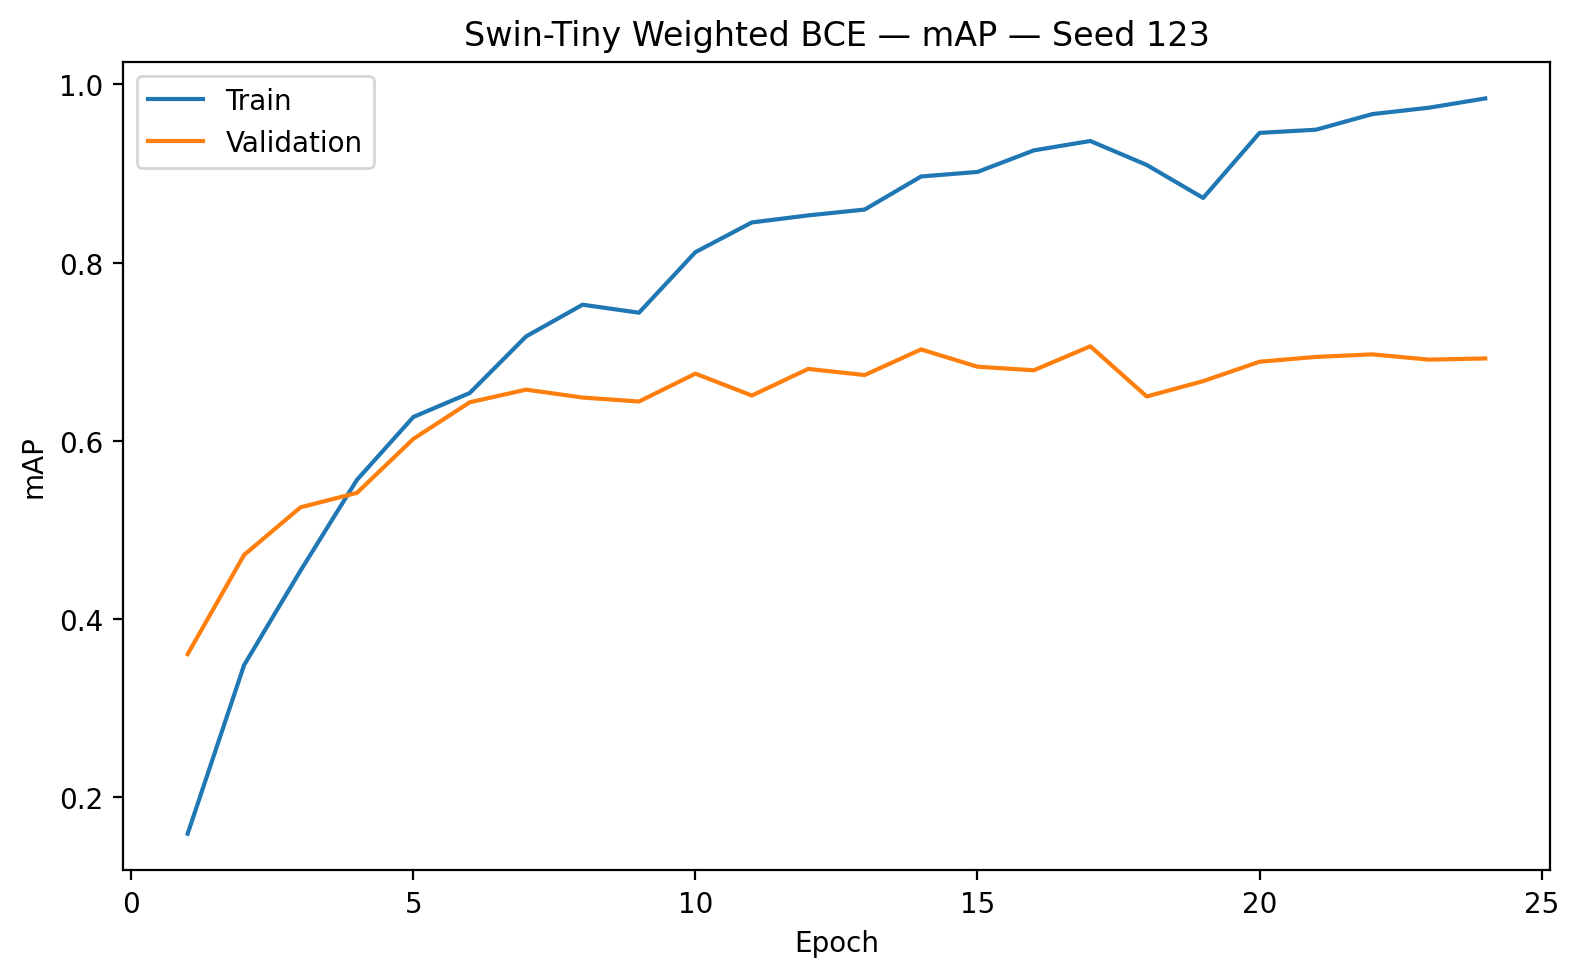 Swin-Tiny Weighted BCE — mAP — Seed 123
Train
Validation
1.0
0.8
0.6
0.4
0.2
mAP
0 5 10 15 20 25
Epoch